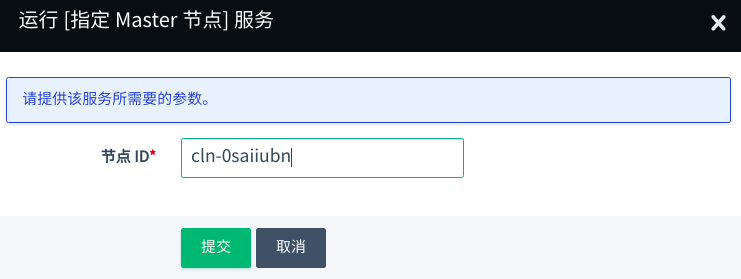 运行 [指定 Master 节点] 服务
请提供该服务所需要的参数。
节点 ID* cln-0saiiubn
提交 取消